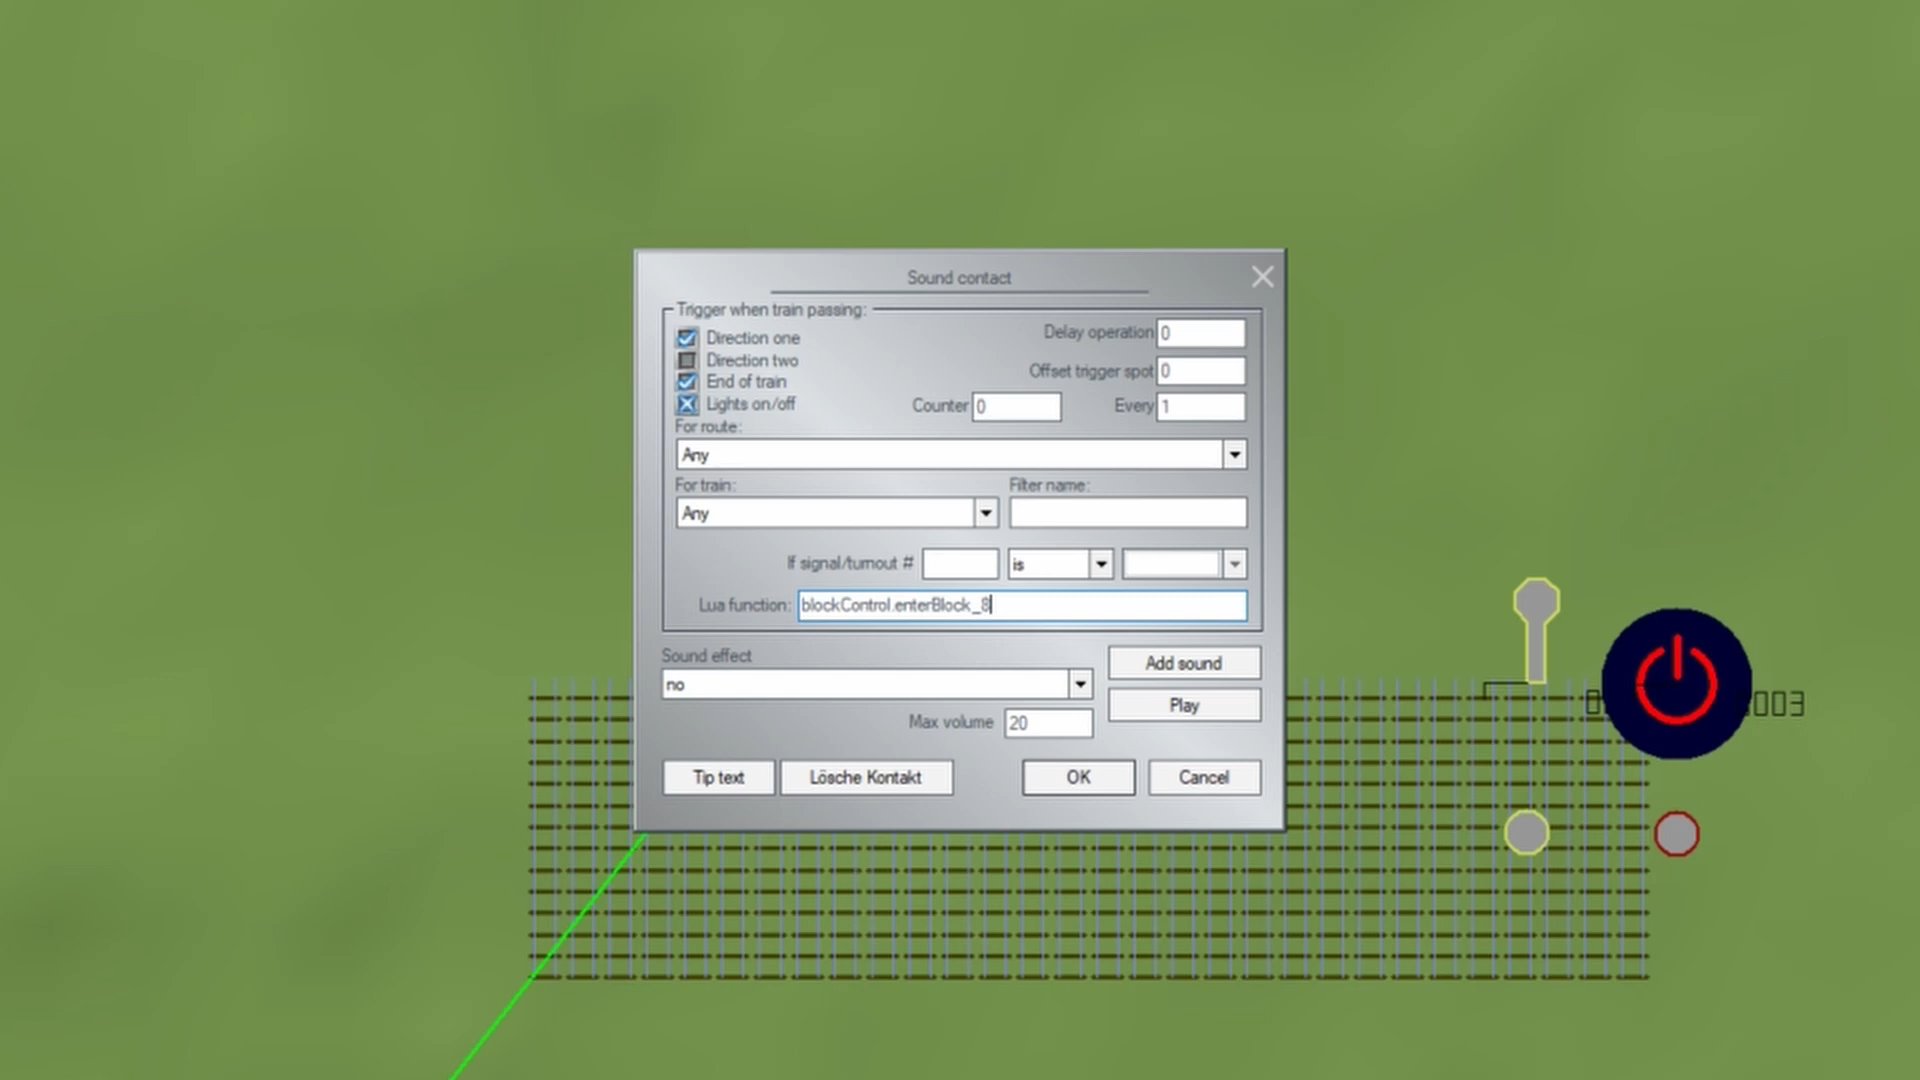 Sound contact
Trigger when train passing:
Direction one
Delay operation 0
Direction two
Offset trigger spot 0
End of train
Lights on/off
Counter 0
Every 1
For route:
Any
For train:
Filter name:
Any
If signal/turnout #
is
Lua function: blockControl.enterBlock_8
Sound effect
Add sound
no
Play
Max volume 20
Tip text
Lösche Kontakt
OK
Cancel